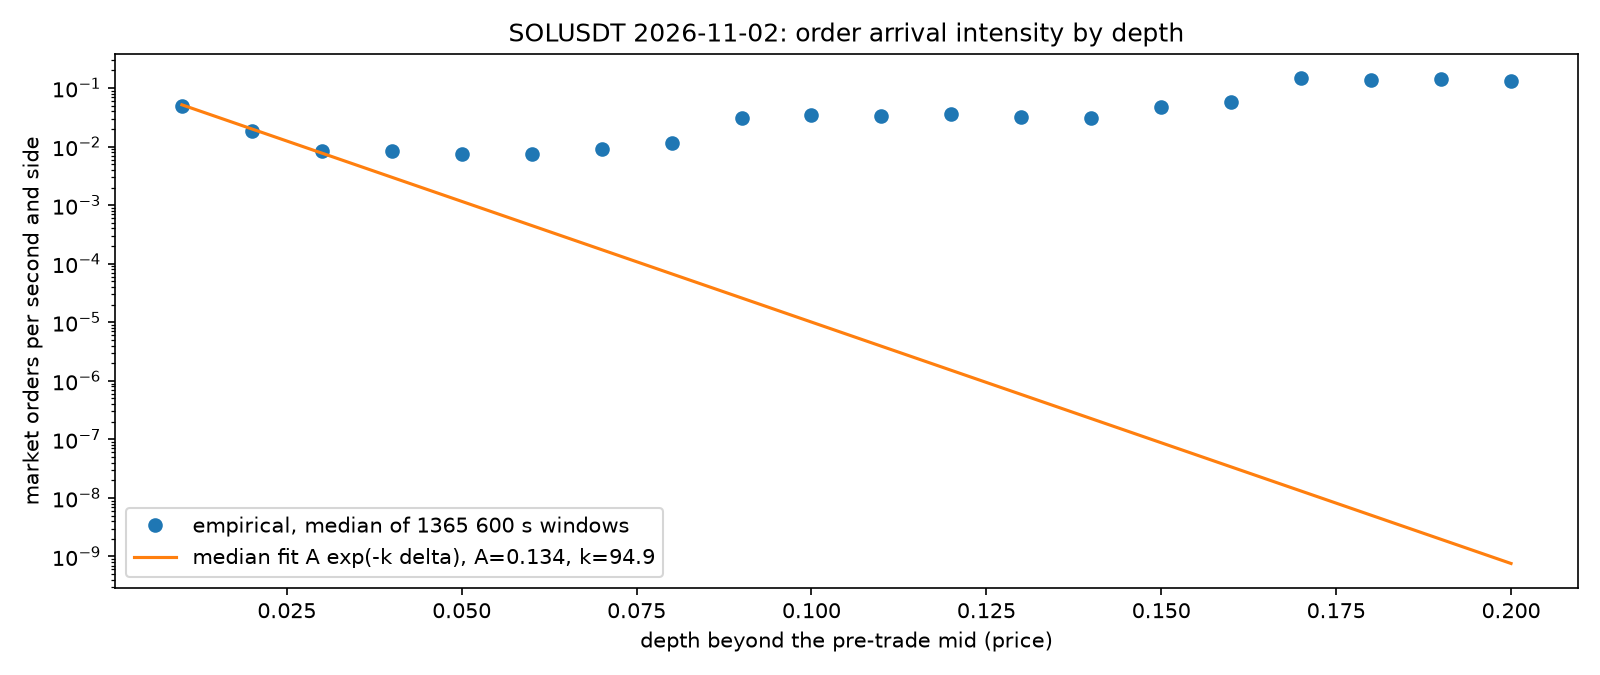 SOLUSDT 2026-11-02: order arrival intensity by depth
market orders per second and side
10⁻¹
10⁻²
10⁻³
10⁻⁴
10⁻⁵
10⁻⁶
10⁻⁷
10⁻⁸
10⁻⁹
empirical, median of 1365 600 s windows
median fit A exp(-k delta), A=0.134, k=94.9
0.025 0.050 0.075 0.100 0.125 0.150 0.175 0.200
depth beyond the pre-trade mid (price)